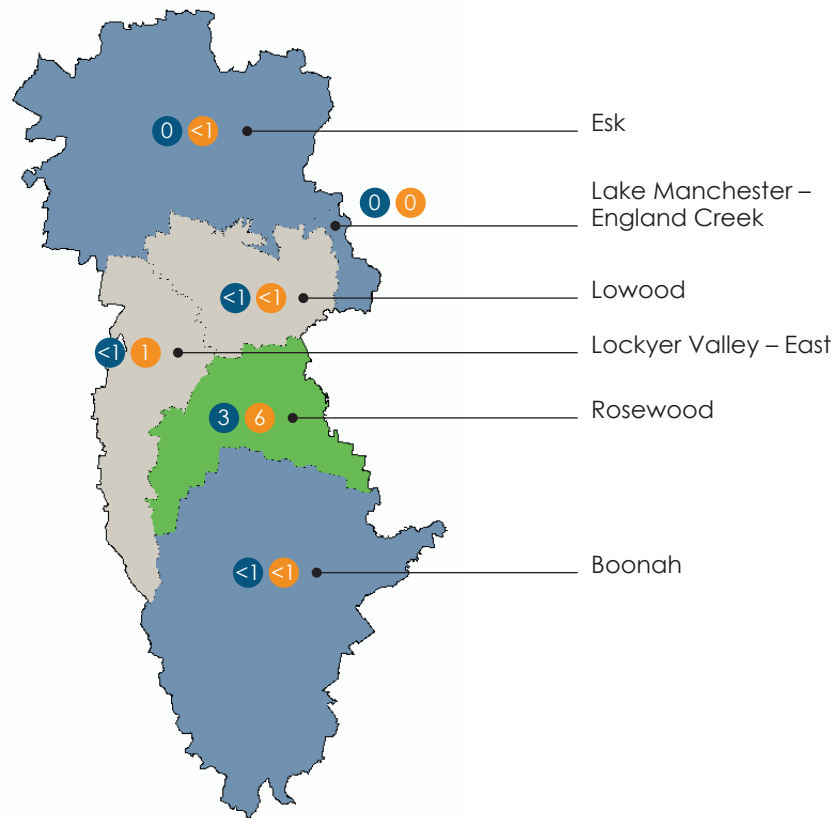 0 <1 Esk
0 0 Lake Manchester –
England Creek
<1 <1 Lowood
<1 1 Lockyer Valley – East
3 6 Rosewood
<1 <1 Boonah